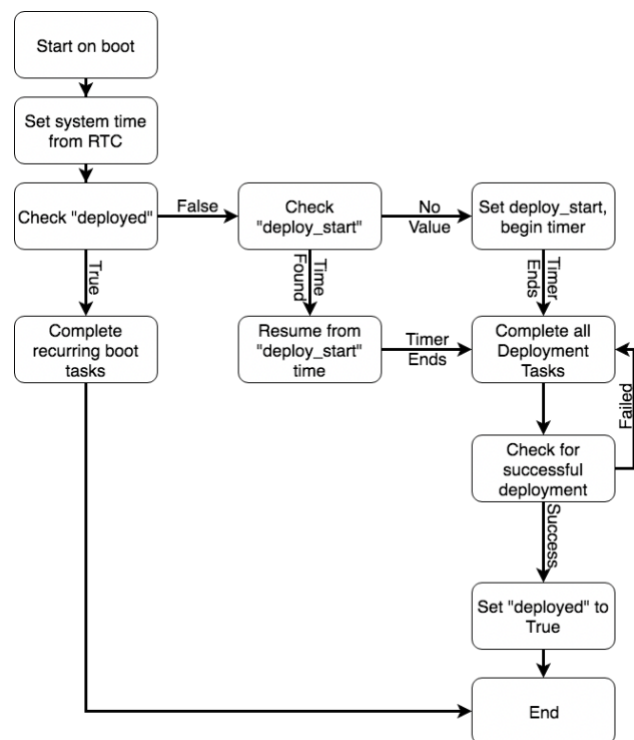 Start on boot
Set system time
from RTC
Check "deployed"
False
Check
"deploy_start"
No
Value
Set deploy_start,
begin timer
True
Time
Found
Timer
Ends
Complete
recurring boot
tasks
Resume from
"deploy_start"
time
Timer
Ends
Complete all
Deployment
Tasks
Failed
Check for
successful
deployment
Success
Set "deployed" to
True
End